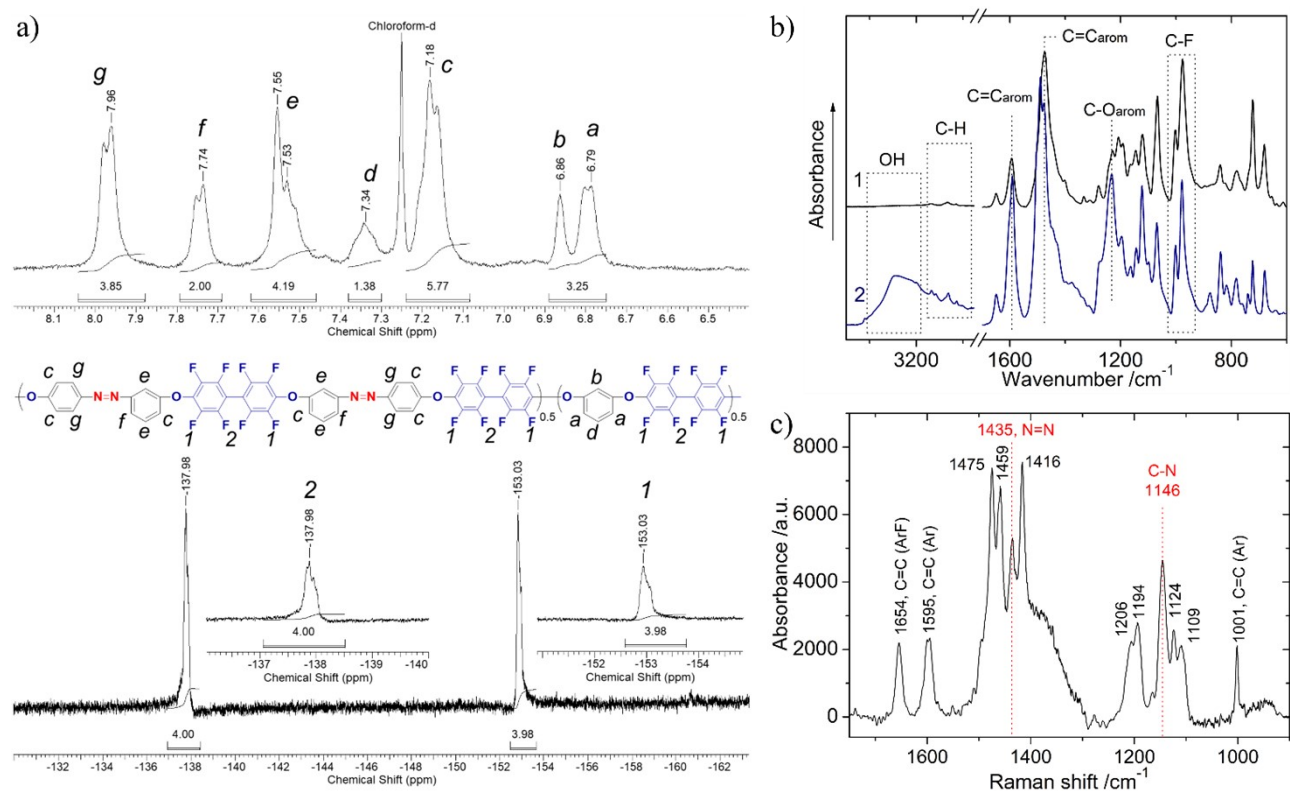 a)
Chloroform-d
g
7.96
f
7.74
e
7.55
7.53
d
7.34
7.18
c
b
6.86
a
6.79
3.85
2.00
4.19
1.38
5.77
3.25
8.1 8.0 7.9 7.8 7.7 7.6 7.5 7.4 7.3 7.2 7.1 7.0 6.9 6.8 6.7 6.6 6.5
Chemical Shift (ppm)
c g e F F F F e g c F F F F b F F F F
O N=N O O N=N O 0.5 O O 0.5
c g f e c F F F F c e f g c F F F F a d a F F F F
1 2 1 1 2 1 1 2 1
-137.98
2
-137.98
4.00
-137 -138 -139 -140
Chemical Shift (ppm)
-153.03
1
-153.03
3.98
-152 -153 -154
Chemical Shift (ppm)
4.00
3.98
-132 -134 -136 -138 -140 -142 -144 -146 -148 -150 -152 -154 -156 -158 -160 -162
Chemical Shift (ppm)
b)
C=Carom
C-F
C=Carom
C-Oarom
C-H
OH
1
2
Absorbance
3200 1600 1200 800
Wavenumber /cm-1
c)
1435, N=N
1475
1459
1416
C-N
1146
1654, C=C (ArF)
1595, C=C (Ar)
1206
1194
1124
1109
1001, C=C (Ar)
8000
6000
4000
2000
0
Absorbance /a.u.
1600 1400 1200 1000
Raman shift /cm-1